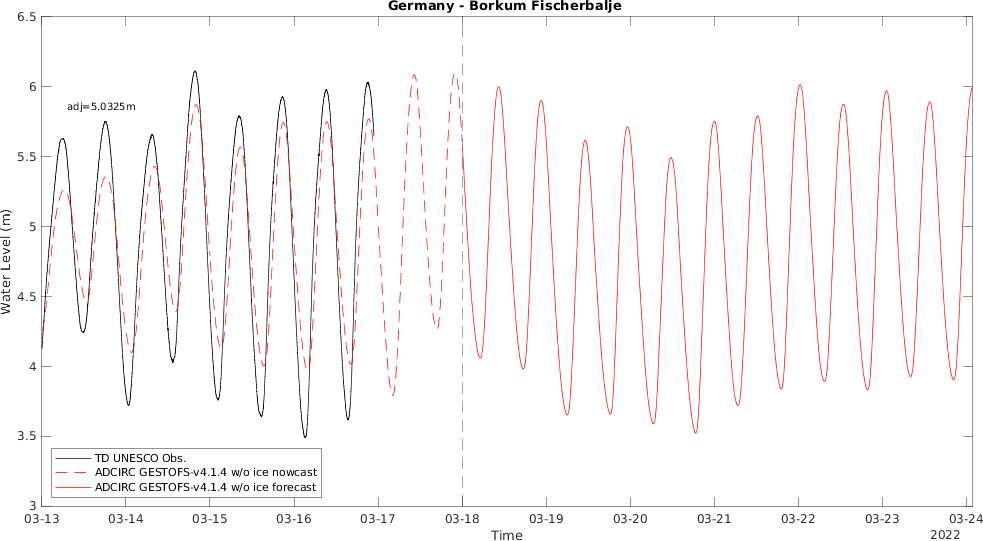 Germany - Borkum Fischerbalje
6.5
6
5.5
5
4.5
4
3.5
3
Water Level (m)
adj=5.0325m
TD UNESCO Obs.
ADCIRC GESTOFS-v4.1.4 w/o ice nowcast
ADCIRC GESTOFS-v4.1.4 w/o ice forecast
03-13 03-14 03-15 03-16 03-17 03-18 03-19 03-20 03-21 03-22 03-23 03-24
Time
2022